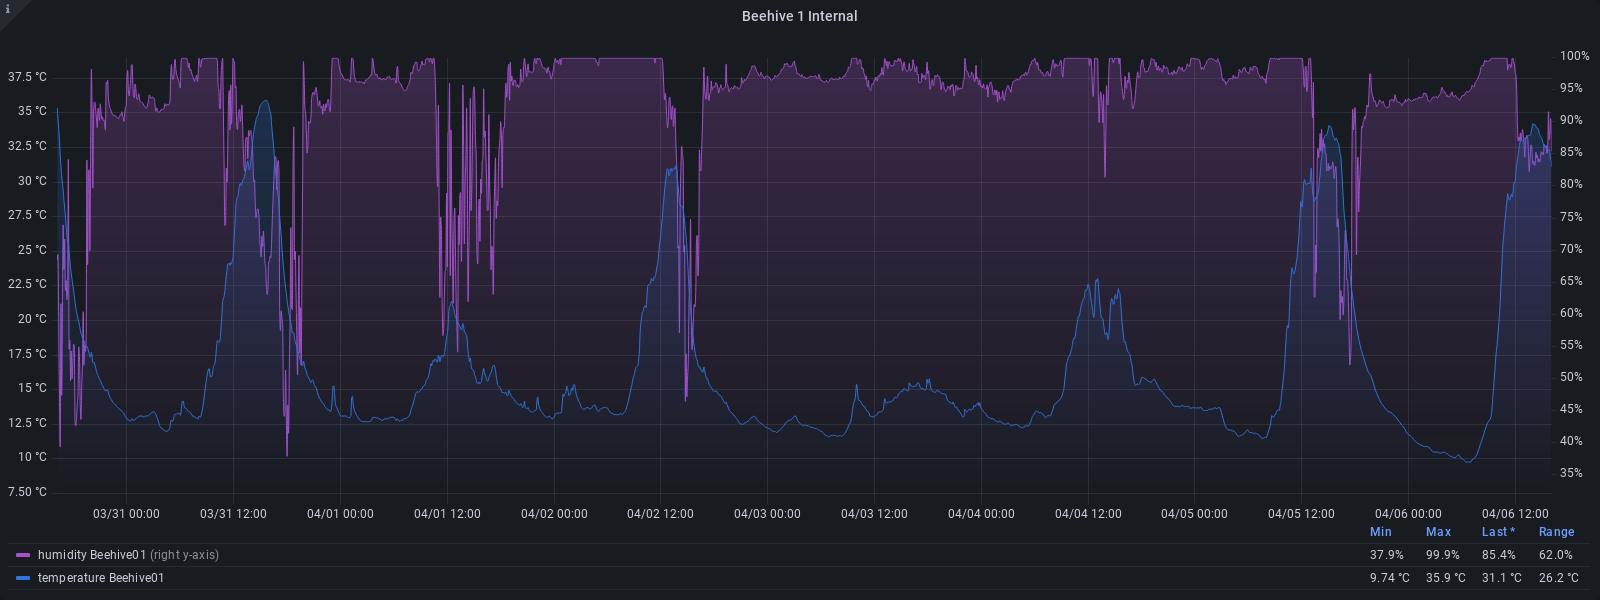 i
Beehive 1 Internal
37.5 °C
35 °C
32.5 °C
30 °C
27.5 °C
25 °C
22.5 °C
20 °C
17.5 °C
15 °C
12.5 °C
10 °C
7.50 °C
100%
95%
90%
85%
80%
75%
70%
65%
60%
55%
50%
45%
40%
35%
03/31 00:00 03/31 12:00 04/01 00:00 04/01 12:00 04/02 00:00 04/02 12:00 04/03 00:00 04/03 12:00 04/04 00:00 04/04 12:00 04/05 00:00 04/05 12:00 04/06 00:00 04/06 12:00
Min Max Last * Range
humidity Beehive01 (right y-axis) 37.9% 99.9% 85.4% 62.0%
temperature Beehive01 9.74 °C 35.9 °C 31.1 °C 26.2 °C